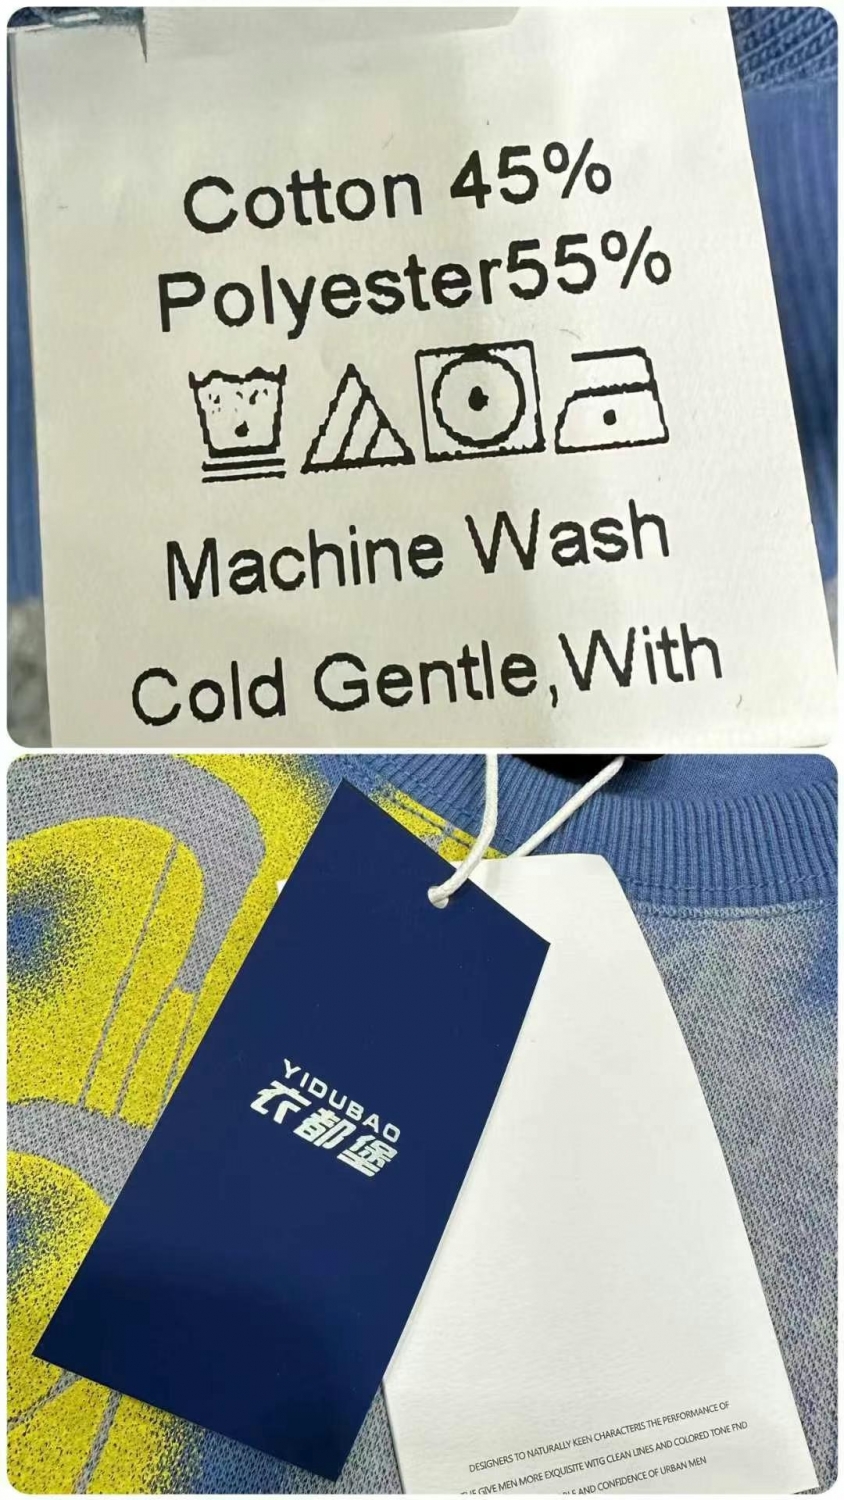 Cotton 45%
Polyester55%
Machine Wash
Cold Gentle,With
YIDUBAO
衣都堡
DESIGNERS TO NATURALLY KEEN CHARACTERIS THE PERFORMANCE OF
GIVE MEN MORE EXQUISITE WITG CLEAN LINES AND COLORED TONE FND
AND CONFIDENCE OF URBAN MEN